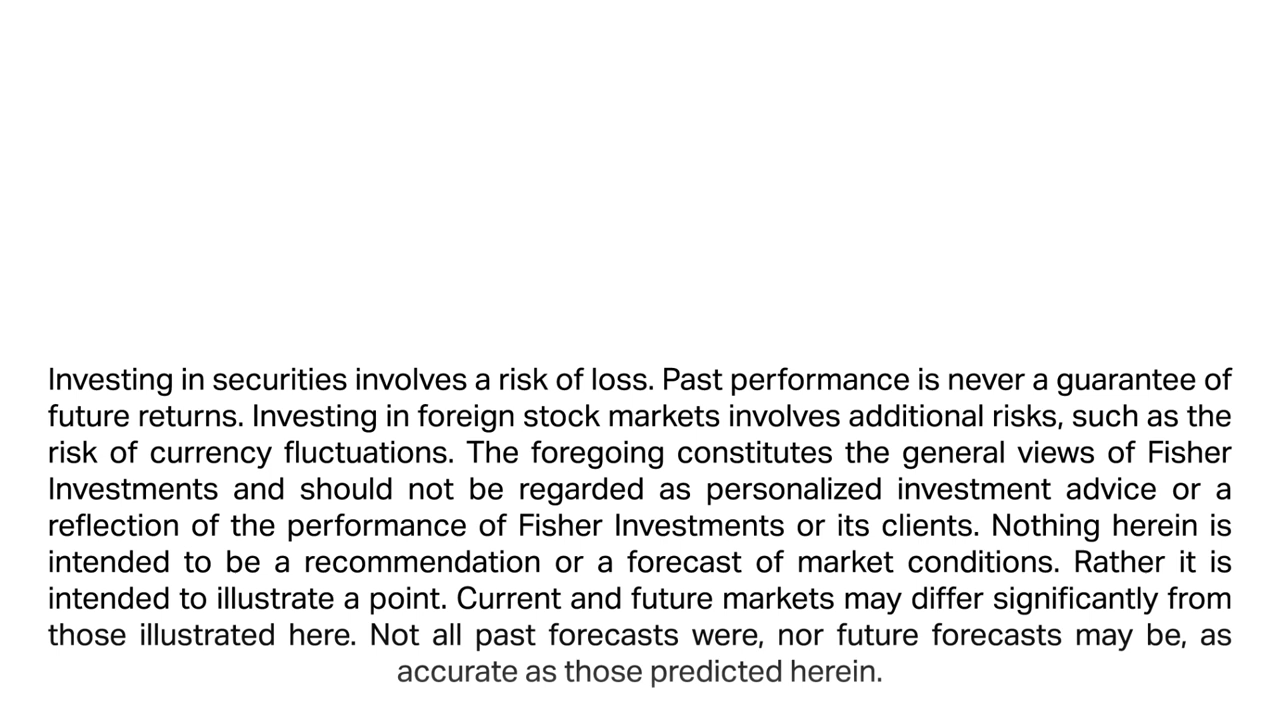 Investing in securities involves a risk of loss. Past performance is never a guarantee of
future returns. Investing in foreign stock markets involves additional risks, such as the
risk of currency fluctuations. The foregoing constitutes the general views of Fisher
Investments and should not be regarded as personalized investment advice or a
reflection of the performance of Fisher Investments or its clients. Nothing herein is
intended to be a recommendation or a forecast of market conditions. Rather it is
intended to illustrate a point. Current and future markets may differ significantly from
those illustrated here. Not all past forecasts were, nor future forecasts may be, as
accurate as those predicted herein.